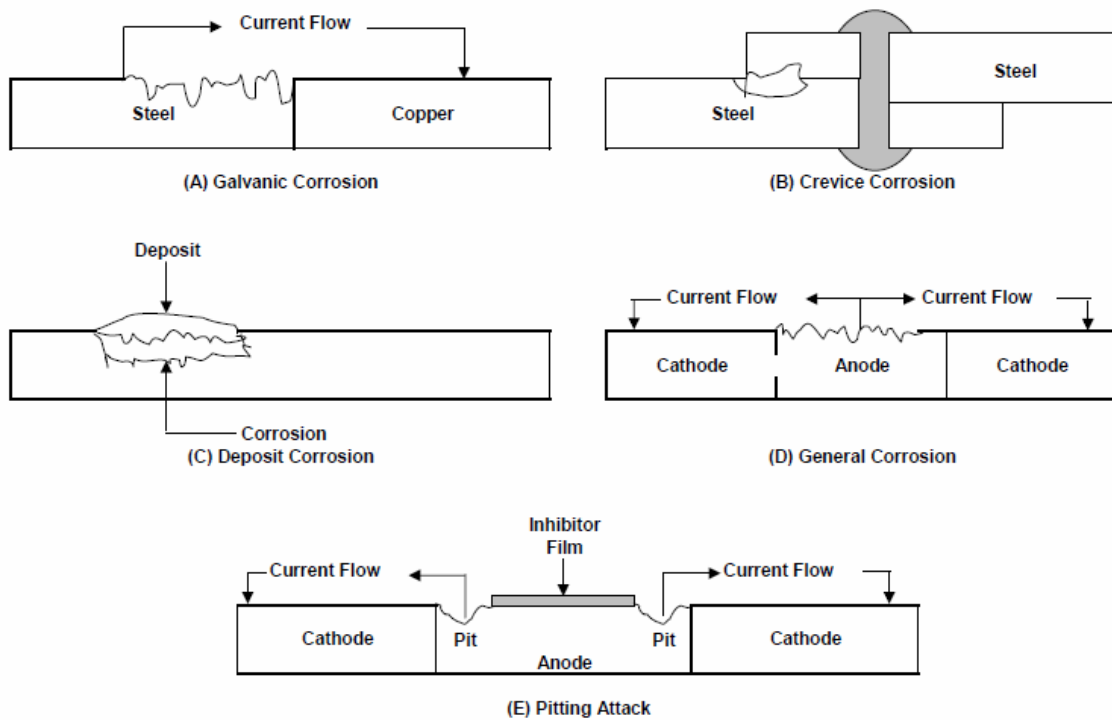 Current Flow
Steel
Copper
(A) Galvanic Corrosion
Steel
Steel
(B) Crevice Corrosion
Deposit
Corrosion
(C) Deposit Corrosion
Current Flow
Current Flow
Cathode
Anode
Cathode
(D) General Corrosion
Inhibitor
Film
Current Flow
Current Flow
Cathode
Pit
Pit
Cathode
Anode
(E) Pitting Attack